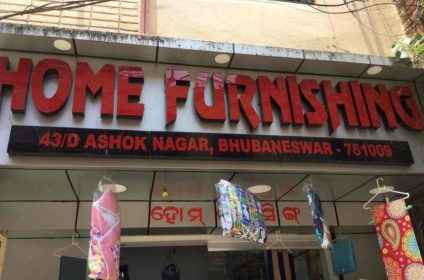 HOME FURNISHING
43/D ASHOK NAGAR, BHUBANESWAR - 751009
ହୋମ୍